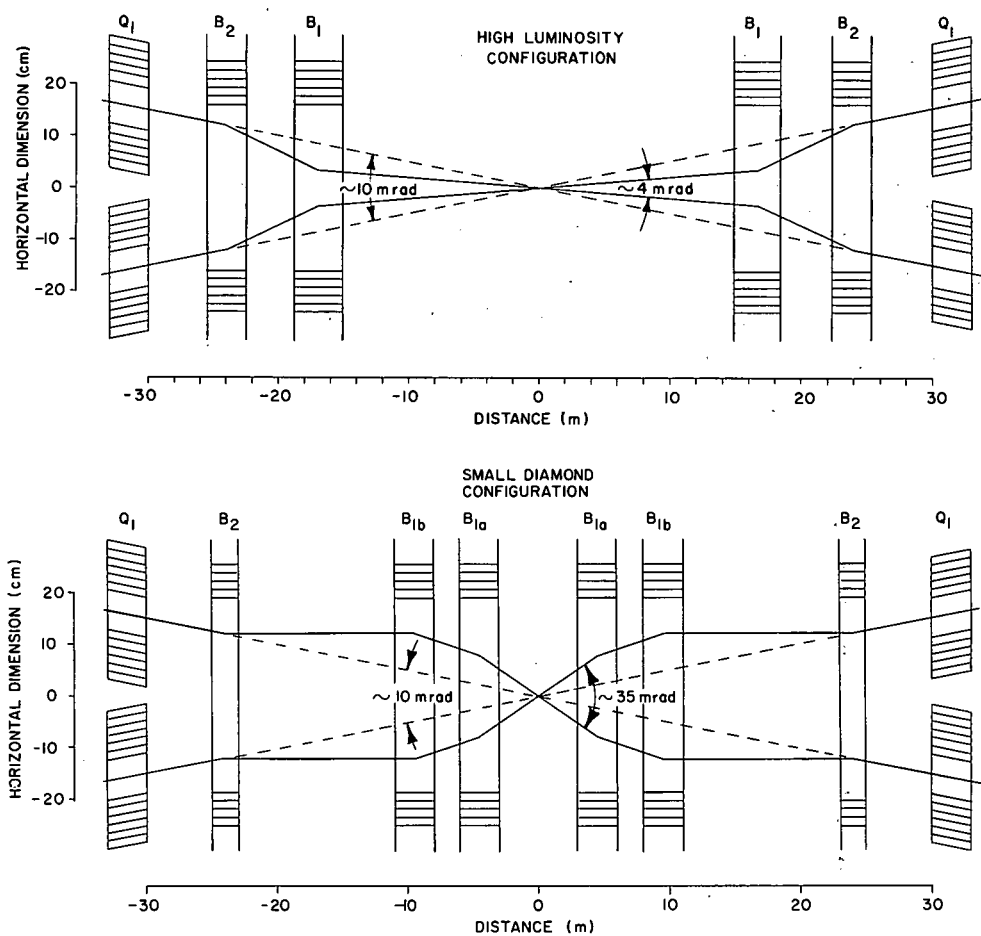 Q1 B2 B1 B1 B2 Q1
HIGH LUMINOSITY
CONFIGURATION
HORIZONTAL DIMENSION (cm)
20
10
0
-10
-20
~10 mrad
~4 mrad
-30 -20 -10 0 10 20 30
DISTANCE (m)
SMALL DIAMOND
CONFIGURATION
Q1 B2 B1b B1a B1a B1b B2 Q1
HORIZONTAL DIMENSION (cm)
20
10
0
-10
-20
~10 mrad
~35 mrad
-30 -20 -10 0 10 20 30
DISTANCE (m)